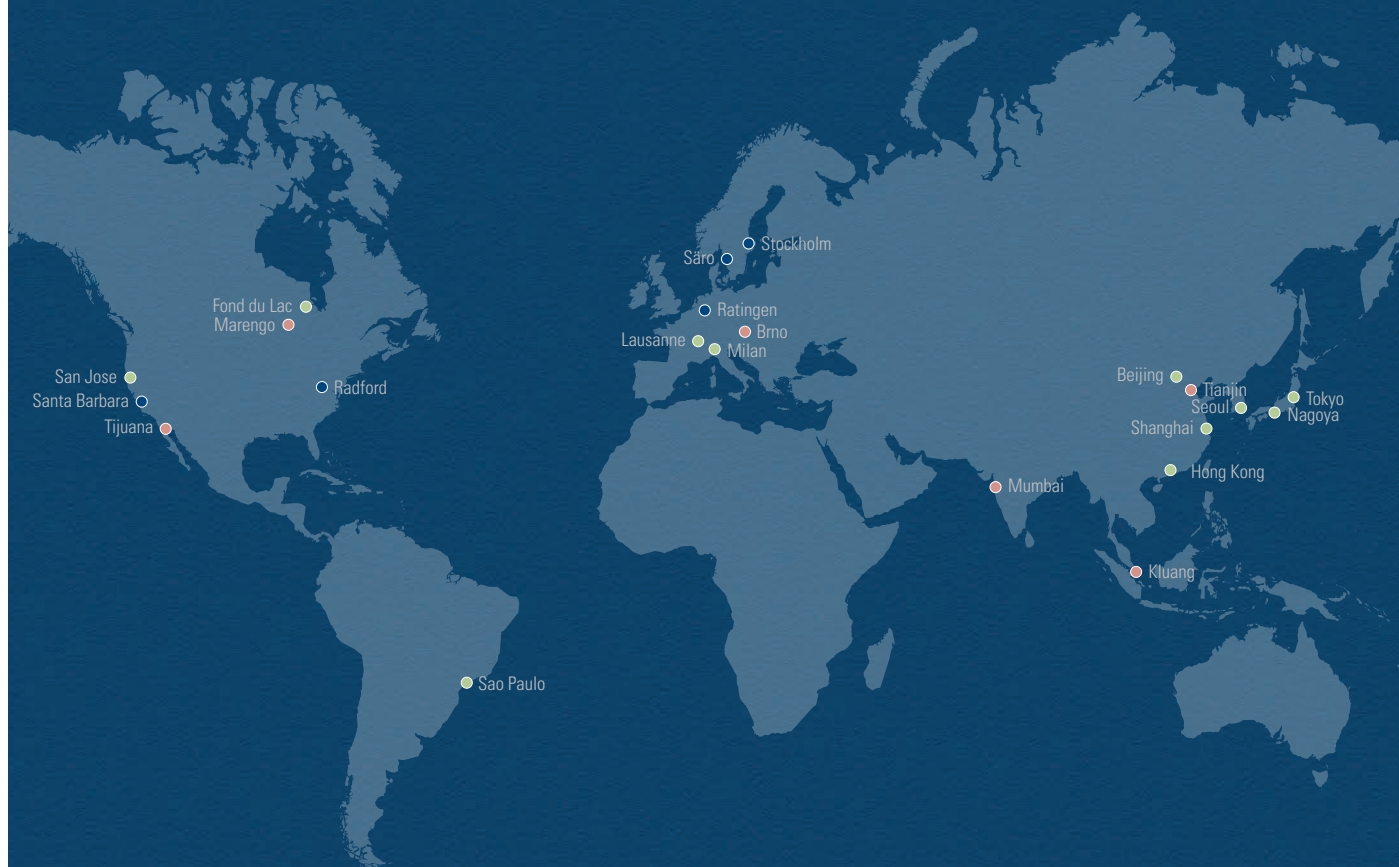 Stockholm
Säro
Fond du Lac
Marengo
Ratingen
Brno
Lausanne
Milan
San Jose
Santa Barbara
Radford
Tijuana
Beijing
Tianjin
Seoul
Tokyo
Nagoya
Shanghai
Hong Kong
Mumbai
Kluang
Sao Paulo